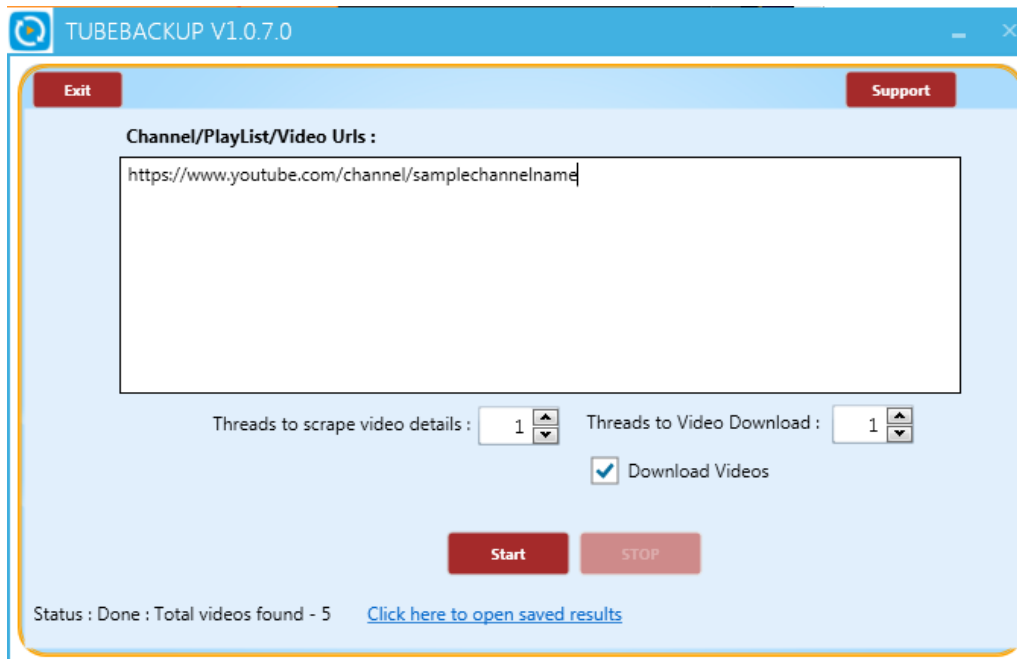 TUBEBACKUP V1.0.7.0
Exit
Support
Channel/PlayList/Video Urls :
https://www.youtube.com/channel/samplechannelname
Threads to scrape video details : 1 Threads to Video Download : 1
Download Videos
Start STOP
Status : Done : Total videos found - 5 Click here to open saved results